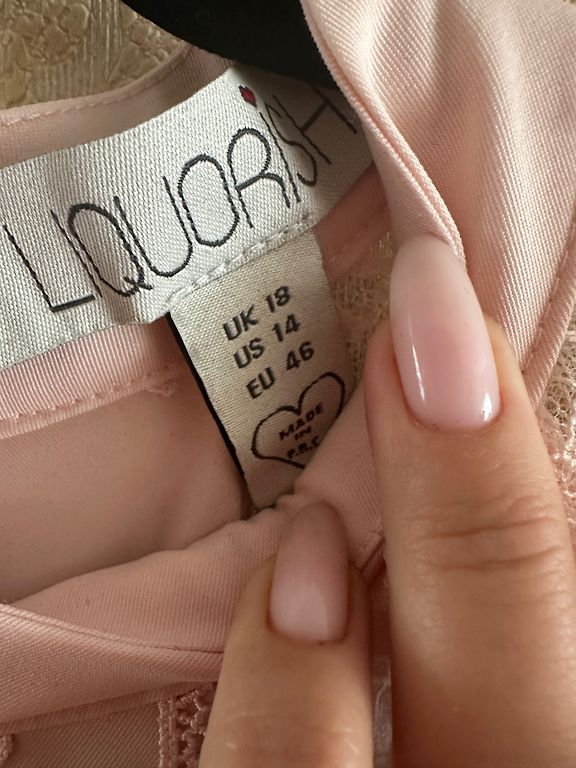 LIQUORiSH
UK 18
US 14
EU 46
MADE
IN
P.R.C